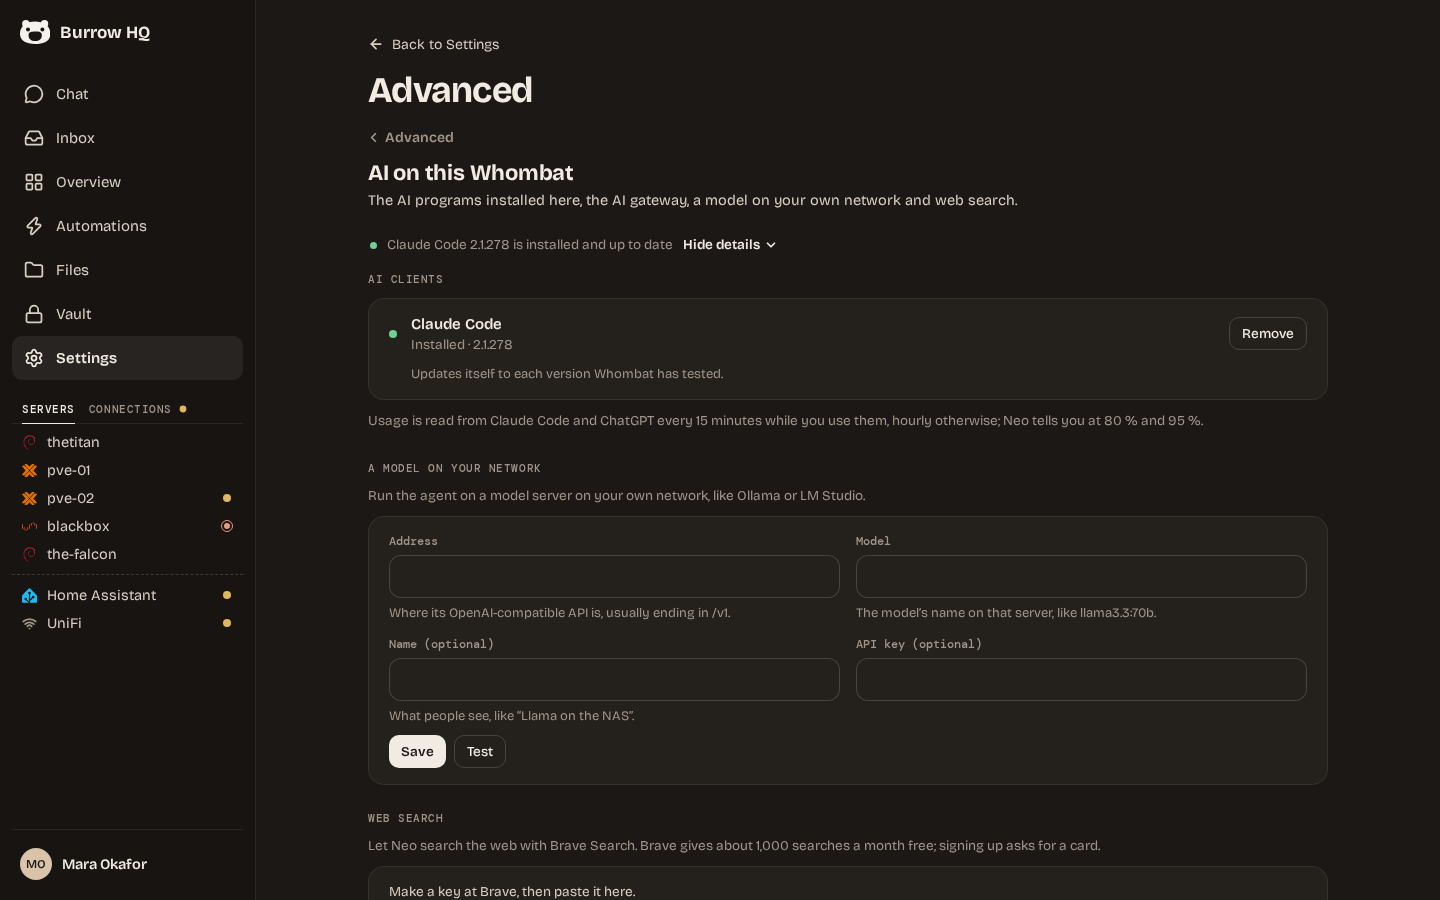 Burrow HQ
Chat
Inbox
Overview
Automations
Files
Vault
Settings
SERVERS CONNECTIONS
thetitan
pve-01
pve-02
blackbox
the-falcon
Home Assistant
UniFi
MO Mara Okafor
Back to Settings
Advanced
Advanced
AI on this Whombat
The AI programs installed here, the AI gateway, a model on your own network and web search.
Claude Code 2.1.278 is installed and up to date Hide details
AI CLIENTS
Claude Code
Installed · 2.1.278
Remove
Updates itself to each version Whombat has tested.
Usage is read from Claude Code and ChatGPT every 15 minutes while you use them, hourly otherwise; Neo tells you at 80 % and 95 %.
A MODEL ON YOUR NETWORK
Run the agent on a model server on your own network, like Ollama or LM Studio.
Address Model
Where its OpenAI-compatible API is, usually ending in /v1. The model’s name on that server, like llama3.3:70b.
Name (optional) API key (optional)
What people see, like “Llama on the NAS”.
Save Test
WEB SEARCH
Let Neo search the web with Brave Search. Brave gives about 1,000 searches a month free; signing up asks for a card.
Make a key at Brave, then paste it here.